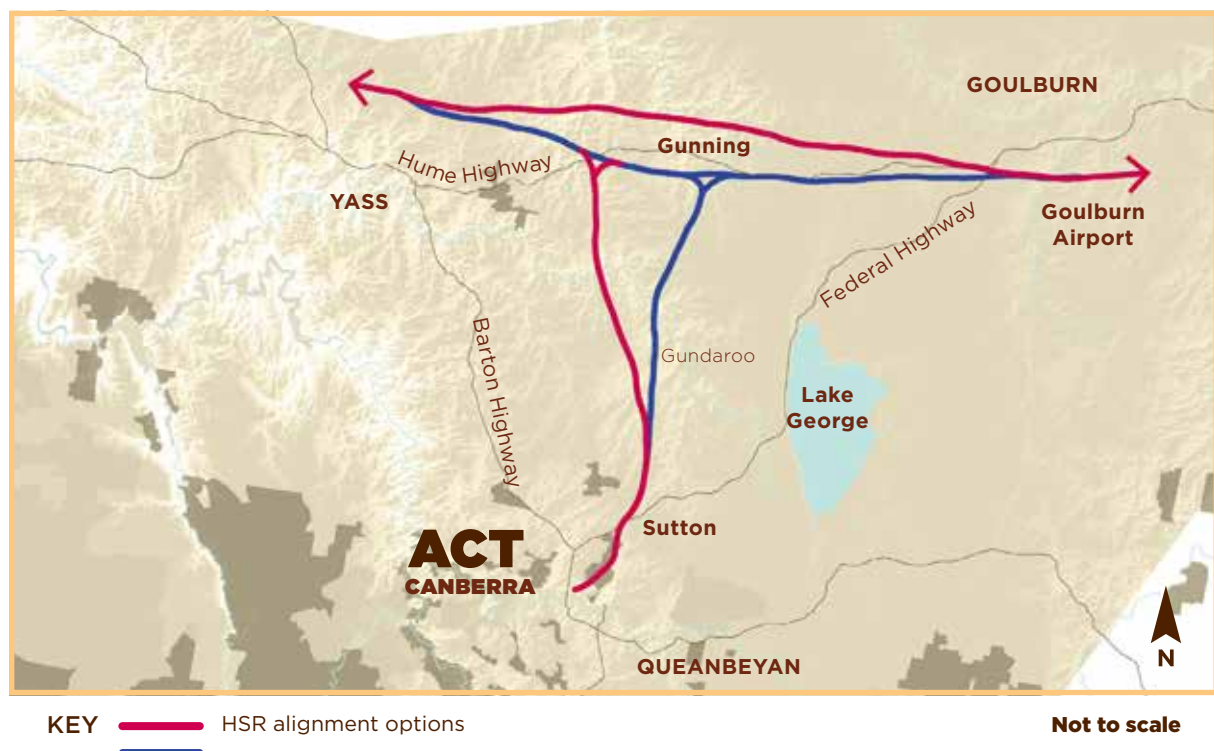 GOULBURN
Gunning
Hume Highway
YASS
Goulburn
Airport
Federal Highway
Barton Highway
Gundaroo
Lake
George
Sutton
ACT
CANBERRA
QUEANBEYAN
N
KEY
HSR alignment options
Not to scale